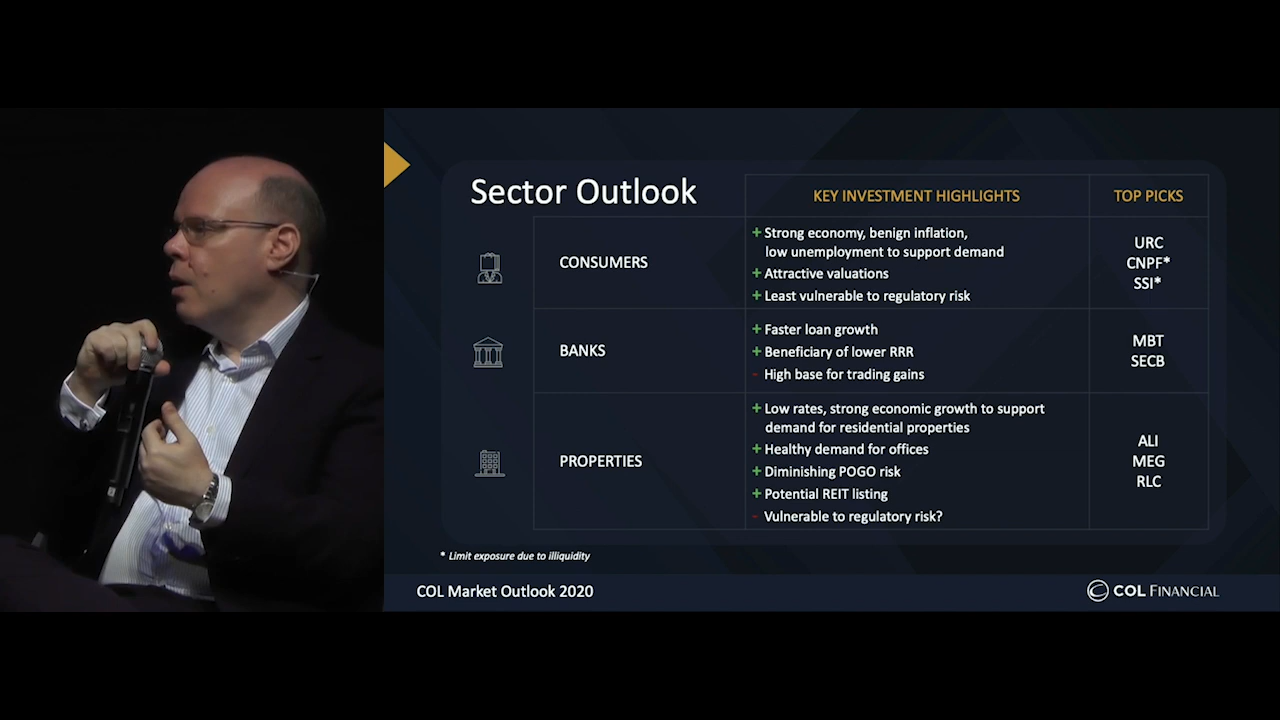 Sector Outlook
KEY INVESTMENT HIGHLIGHTS
TOP PICKS
CONSUMERS
+ Strong economy, benign inflation,
low unemployment to support demand
+ Attractive valuations
+ Least vulnerable to regulatory risk
URC
CNPF*
SSI*
BANKS
+ Faster loan growth
+ Beneficiary of lower RRR
- High base for trading gains
MBT
SECB
PROPERTIES
+ Low rates, strong economic growth to support
demand for residential properties
+ Healthy demand for offices
+ Diminishing POGO risk
+ Potential REIT listing
- Vulnerable to regulatory risk?
ALI
MEG
RLC
* Limit exposure due to illiquidity
COL Market Outlook 2020
COL FINANCIAL